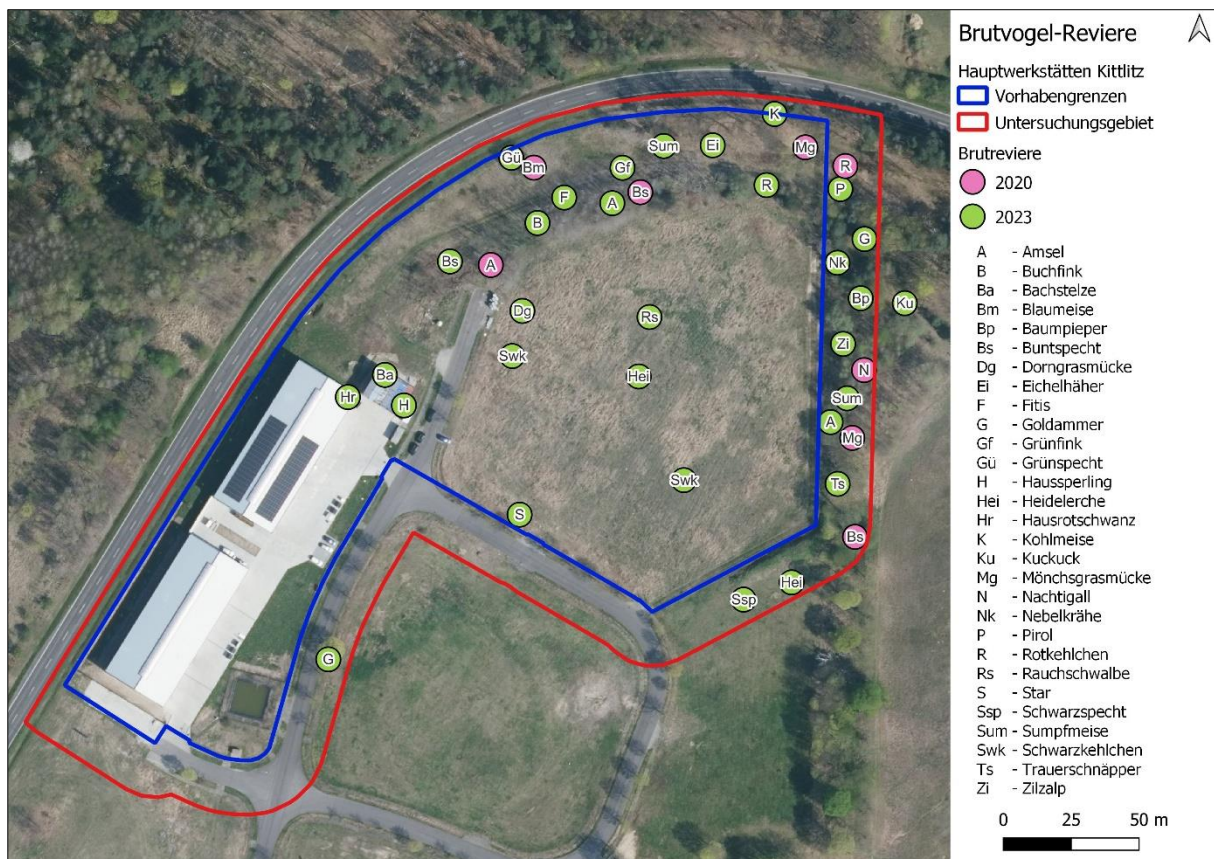 Brutvogel-Reviere
Hauptwerkstätten Kittlitz
Vorhabengrenzen
Untersuchungsgebiet
Brutreviere
2020
2023
A - Amsel
B - Buchfink
Ba - Bachstelze
Bm - Blaumeise
Bp - Baumpieper
Bs - Buntspecht
Dg - Dorngrasmücke
Ei - Eichelhäher
F - Fitis
G - Goldammer
Gf - Grünfink
Gü - Grünspecht
H - Haussperling
Hei - Heidelerche
Hr - Hausrotschwanz
K - Kohlmeise
Ku - Kuckuck
Mg - Mönchsgrasmücke
N - Nachtigall
Nk - Nebelkrähe
P - Pirol
R - Rotkehlchen
Rs - Rauchschwalbe
S - Star
Ssp - Schwarzspecht
Sum - Sumpfmeise
Swk - Schwarzkehlchen
Ts - Trauerschnäpper
Zi - Zilzalp
0 25 50 m
K
Sum
Ei
Mg
Gü
Bm
Gf
R
P
R
Bs
F
A
B
G
Bs
A
Nk
Bp
Ku
Dg
Rs
Zi
Swk
N
Ba
Hei
Hr
H
Sum
A
Mg
Swk
Ts
S
Bs
Hei
Ssp
G